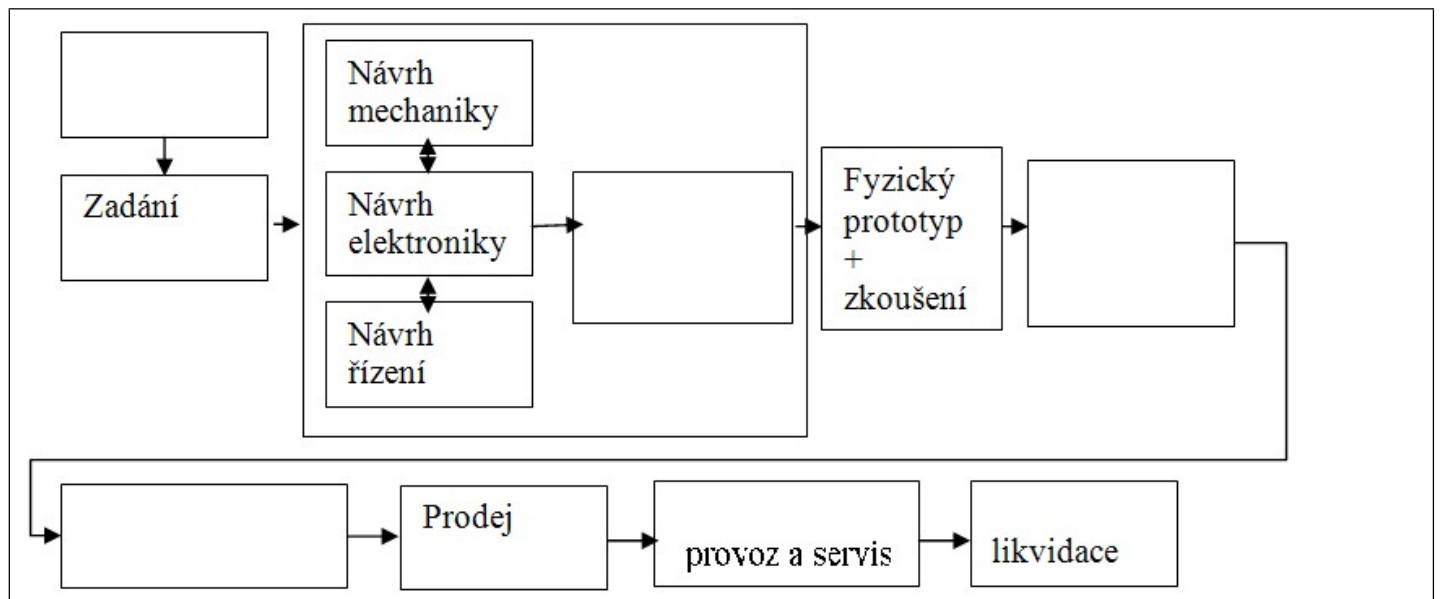 Návrh
mechaniky
Zadání
Návrh
elektroniky
Návrh
řízení
Fyzický
prototyp
+
zkoušení
Prodej
provoz a servis
likvidace